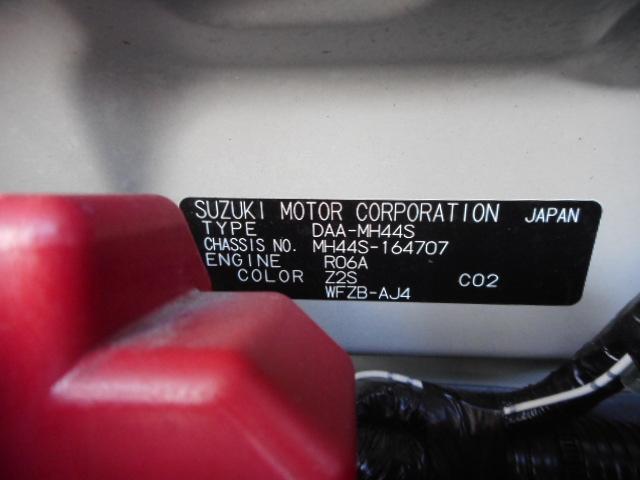 SUZUKI MOTOR CORPORATION JAPAN
TYPE DAA-MH44S
CHASSIS NO. MH44S-164707
ENGINE R06A
COLOR Z2S C02
WFZB-AJ4